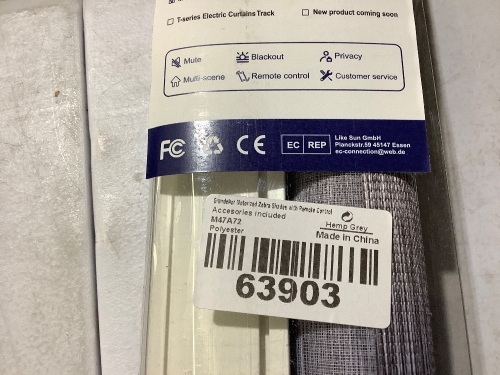 T-series Electric Curtains Track
New product coming soon
Mute
Blackout
Privacy
Multi-scene
Remote control
Customer service
FC
CE
EC REP
Like Sun GmbH
Planckstr.59 45147 Essen
ec-connection@web.de
Motorized Zebra Shades with Remote Control
Accesories included
M47A72
Polyester
Hemp Grey
Made in China
63903